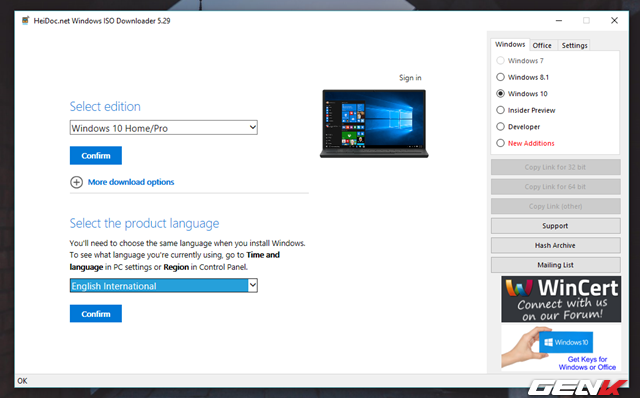 HeiDoc.net Windows ISO Downloader 5.29
Sign in
Select edition
Windows 10 Home/Pro
Confirm
More download options
Select the product language
You'll need to choose the same language when you install Windows.
To see what language you're currently using, go to Time and
language in PC settings or Region in Control Panel.
English International
Confirm
Windows
Office
Settings
Windows 7
Windows 8.1
Windows 10
Insider Preview
Developer
New Additions
Copy Link for 32 bit
Copy Link for 64 bit
Copy Link (other)
Support
Hash Archive
Mailing List
WinCert
Connect with us
on our Forum!
Windows10
Get Keys for
Windows or Office
OK
GENK